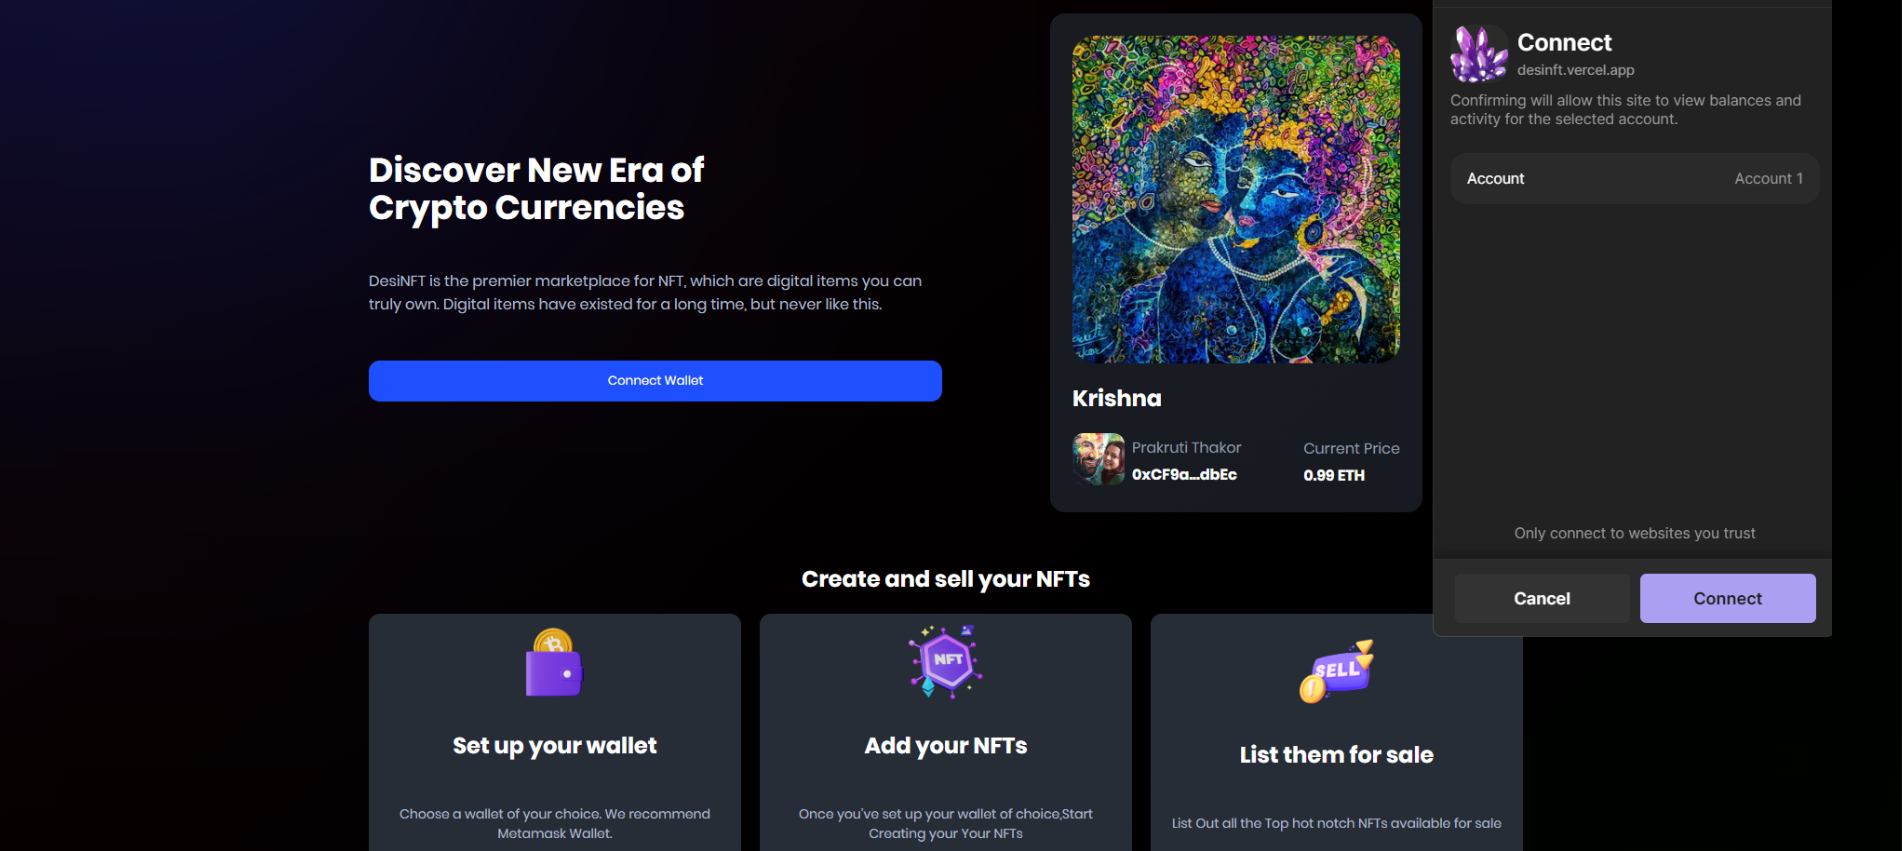 Discover New Era of
Crypto Currencies
DesiNFT is the premier marketplace for NFT, which are digital items you can
truly own. Digital items have existed for a long time, but never like this.
Connect Wallet
Krishna
Prakruti Thakor
0xCF9a...dbEc
Current Price
0.99 ETH
Connect
desinft.vercel.app
Confirming will allow this site to view balances and
activity for the selected account.
Account
Account 1
Only connect to websites you trust
Cancel
Connect
Create and sell your NFTs
NFT
SELL
Set up your wallet
Choose a wallet of your choice. We recommend
Metamask Wallet.
Add your NFTs
Once you've set up your wallet of choice,Start
Creating your Your NFTs
List them for sale
List Out all the Top hot notch NFTs available for sale